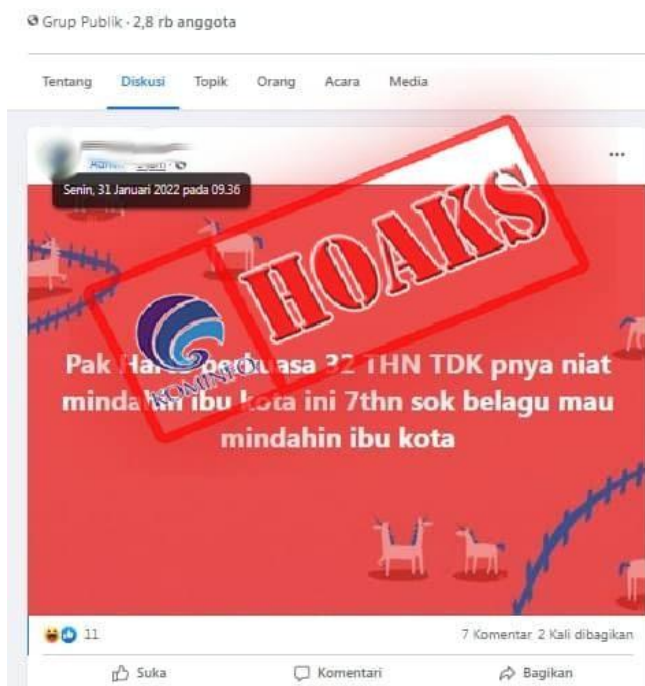 Grup Publik · 2,8 rb anggota
Tentang Diskusi Topik Orang Acara Media
Senin, 31 Januari 2022 pada 09.36
HOAKS
KOMINFO
Pak berkuasa 32 THN TDK pnya niat
mindahin ibu kota ini 7thn sok belagu mau
mindahin ibu kota
11
7 Komentar 2 Kali dibagikan
Suka Komentari Bagikan